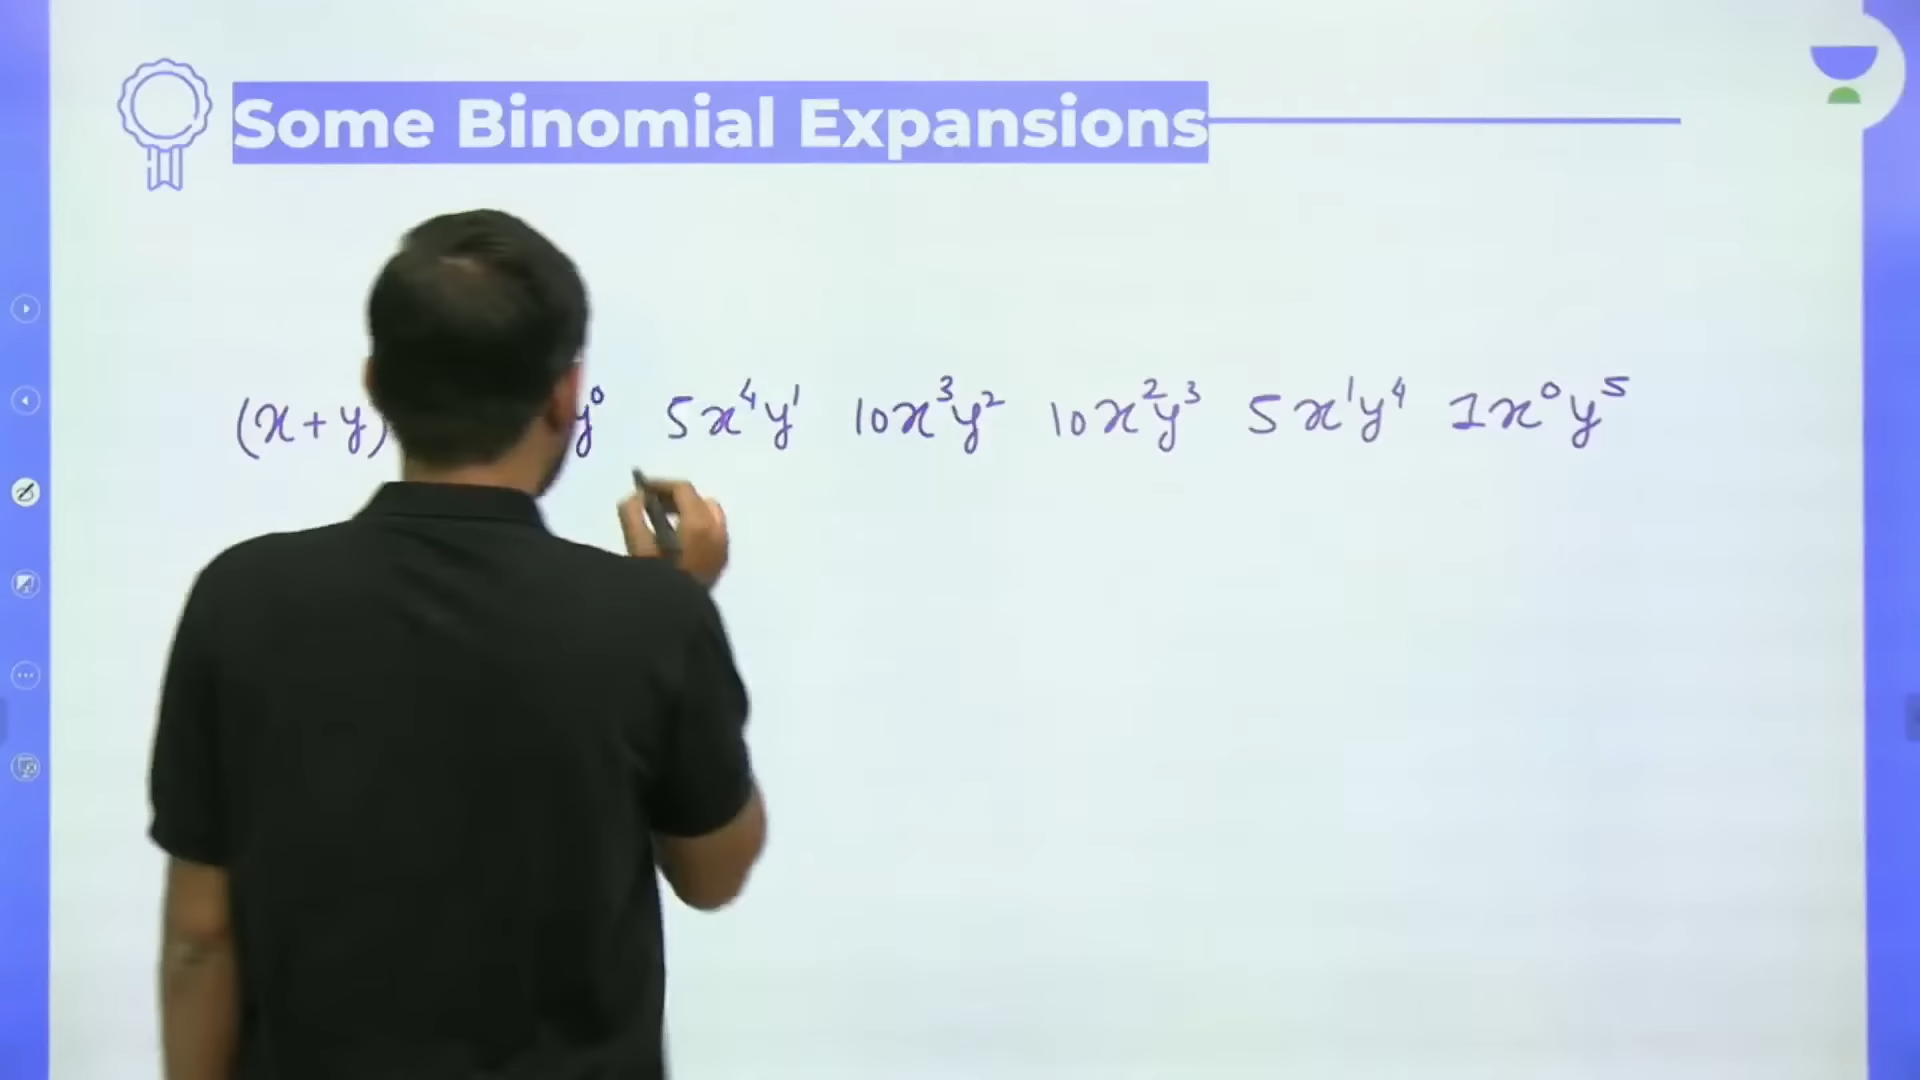 Some Binomial Expansions
(x+y) y⁰ 5x⁴y¹ 10x³y² 10x²y³ 5x¹y⁴ 1x⁰y⁵